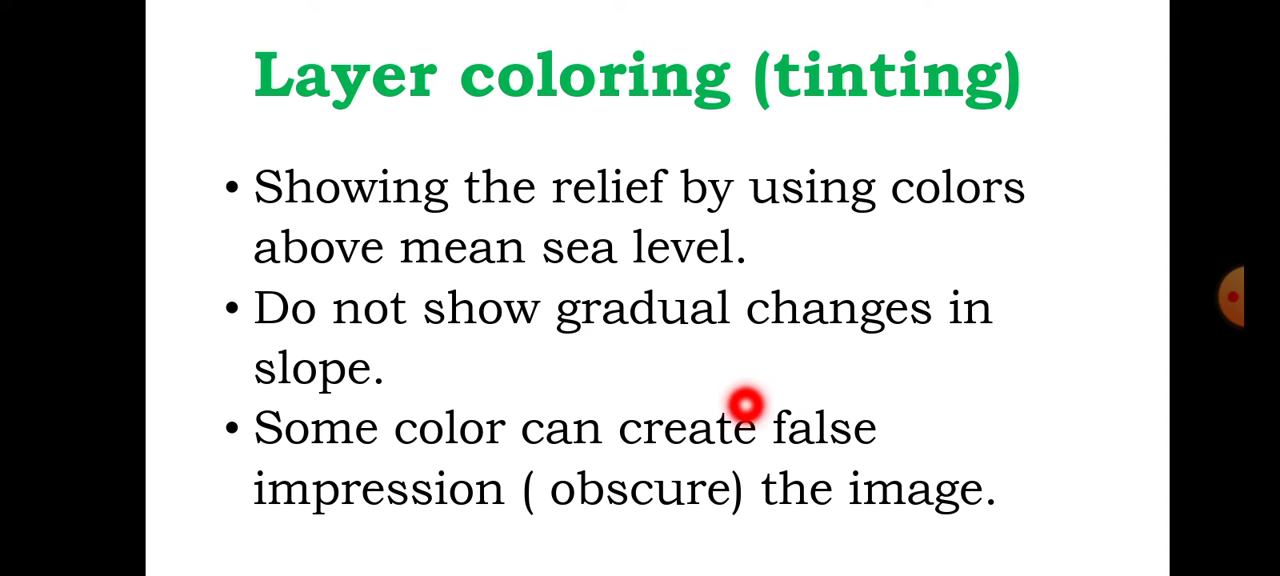 Layer coloring (tinting)
• Showing the relief by using colors
above mean sea level.
• Do not show gradual changes in
slope.
• Some color can create false
impression ( obscure) the image.